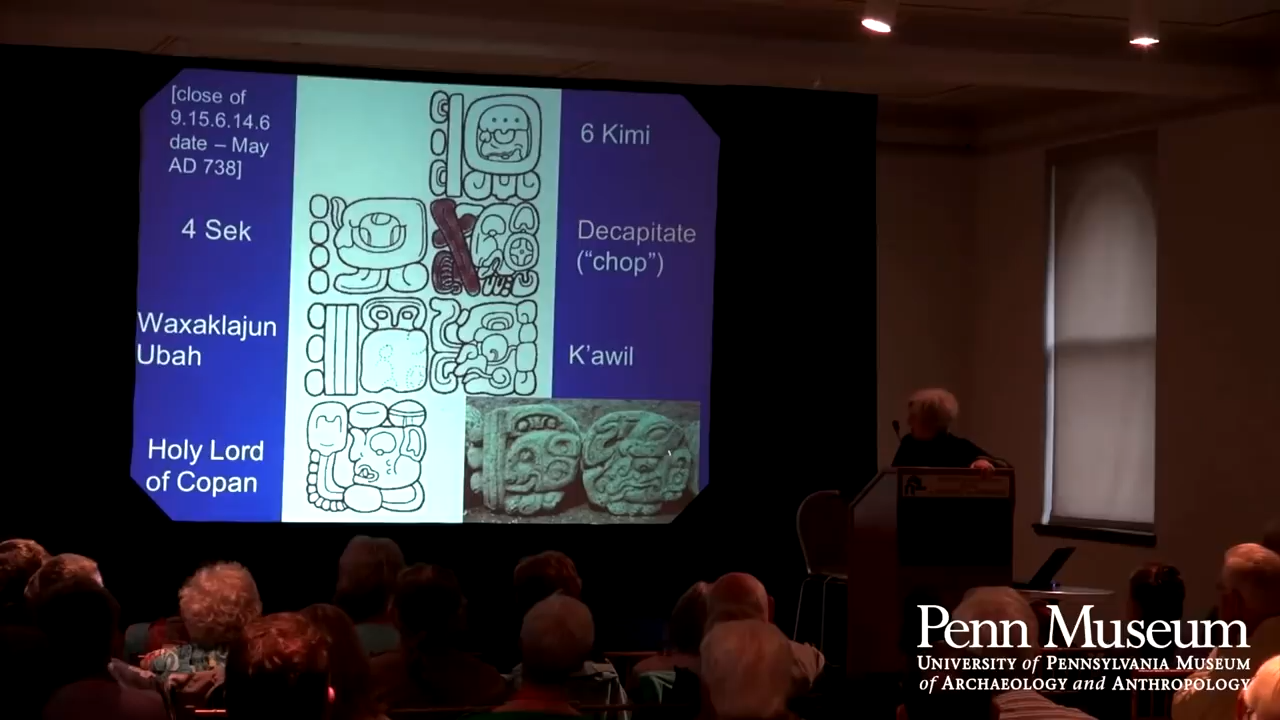 [close of
9.15.6.14.6
date – May
AD 738]
6 Kimi
4 Sek
Decapitate
(“chop”)
Waxaklajun
Ubah
K’awil
Holy Lord
of Copan
Penn Museum
University of Pennsylvania Museum
of Archaeology and Anthropology